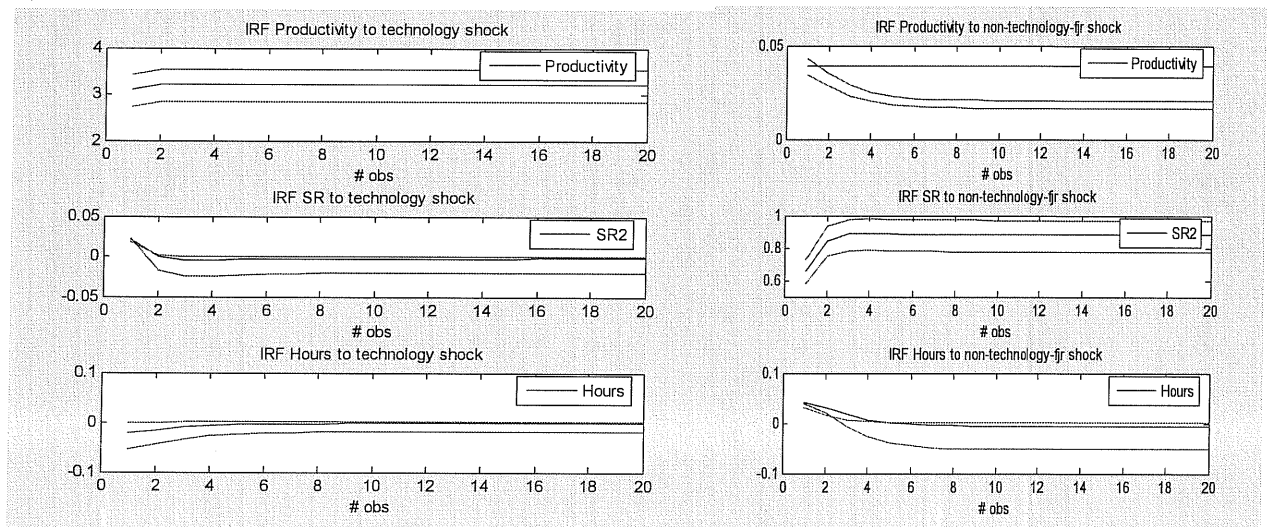 IRF Productivity to technology shock
4
3
2
Productivity
0 2 4 6 8 10 12 14 16 18 20
# obs
IRF SR to technology shock
0.05
0
-0.05
SR2
0 2 4 6 8 10 12 14 16 18 20
# obs
IRF Hours to technology shock
0.1
0
-0.1
Hours
0 2 4 6 8 10 12 14 16 18 20
# obs
IRF Productivity to non-technology-fjr shock
0.05
0
Productivity
0 2 4 6 8 10 12 14 16 18 20
# obs
IRF SR to non-technology-fjr shock
1
0.8
0.6
SR2
0 2 4 6 8 10 12 14 16 18 20
# obs
IRF Hours to non-technology-fjr shock
0.1
0
-0.1
Hours
0 2 4 6 8 10 12 14 16 18 20
# obs